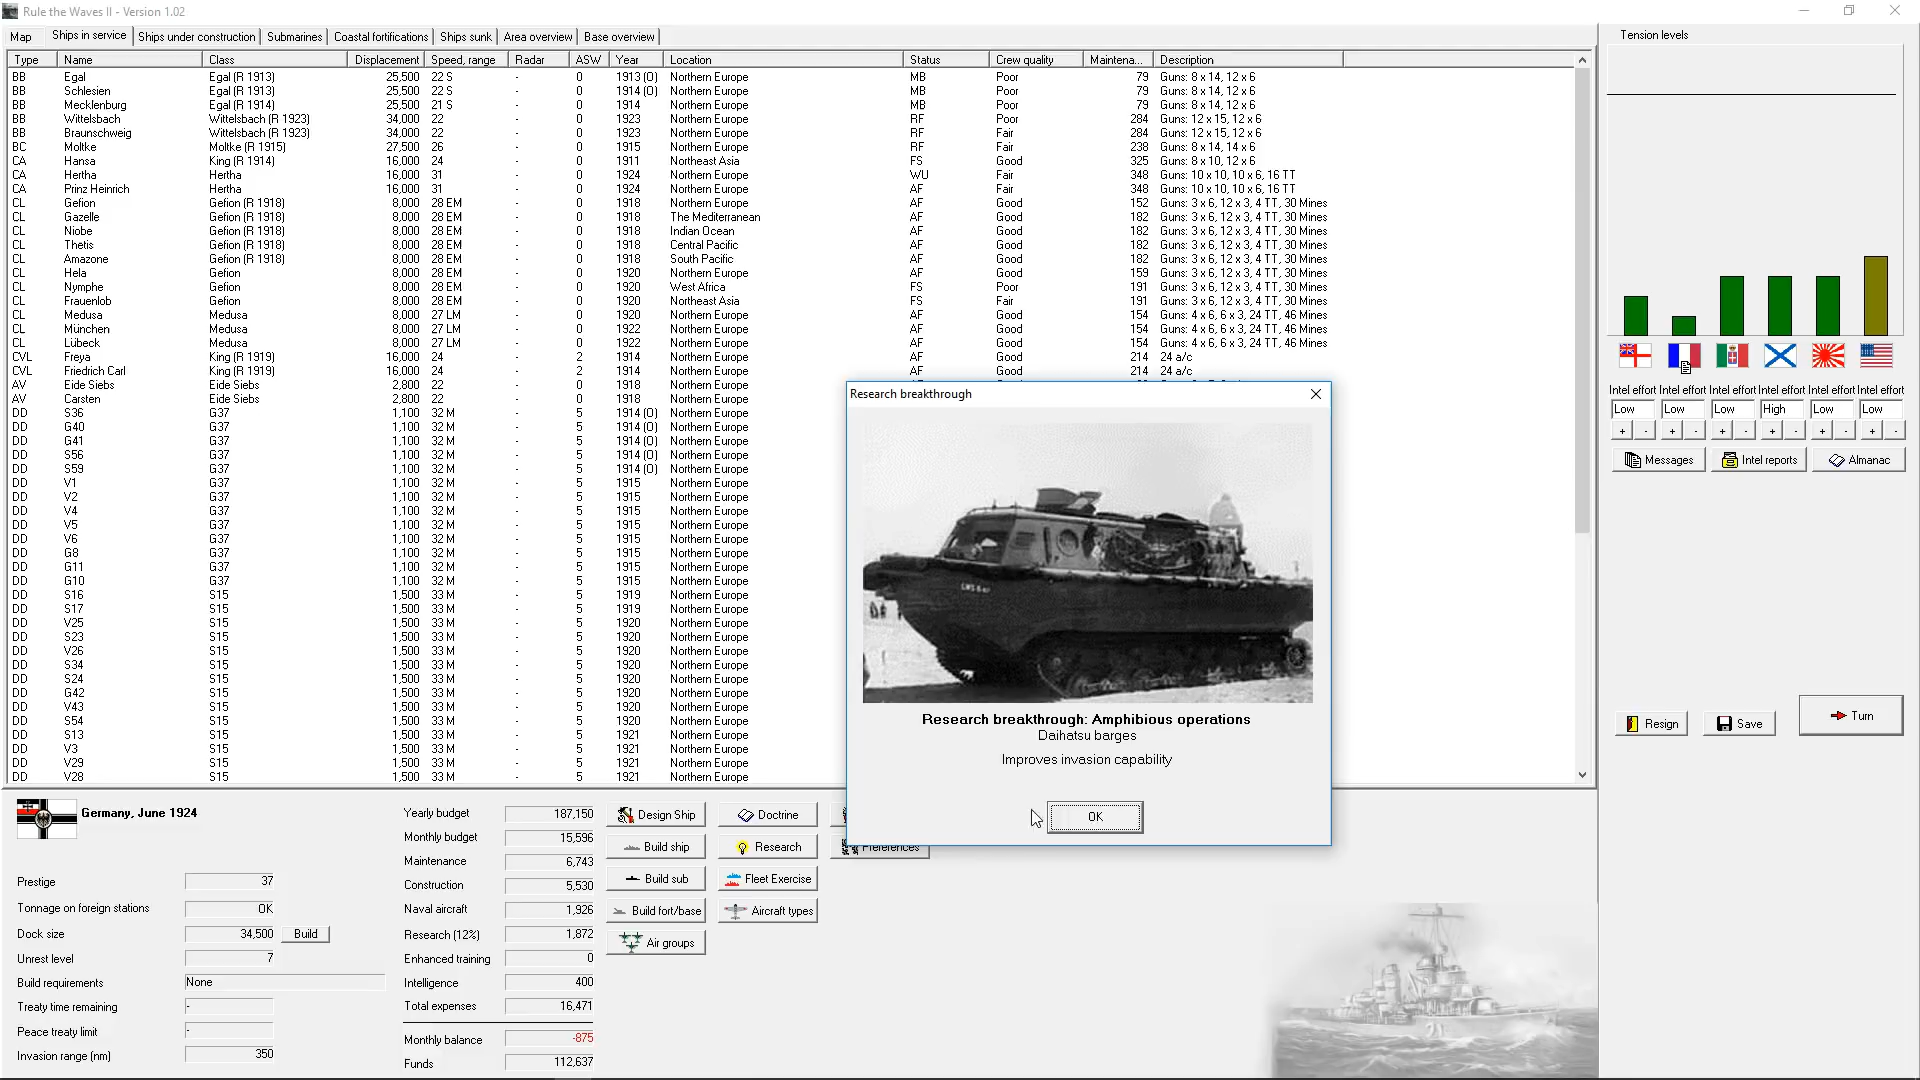 Rule the Waves II - Version 1.02
Map Ships in service Ships under construction Submarines Coastal fortifications Ships sunk Area overview Base overview
Type Name Class Displacement Speed, range Radar ASW Year Location Status Crew quality Maintena... Description
BB Egal Egal (R 1913) 25,500 22 S - 0 1913 (O) Northern Europe MB Poor 79 Guns: 8 x 14, 12 x 6
BB Schlesien Egal (R 1913) 25,500 22 S - 0 1914 (O) Northern Europe MB Poor 79 Guns: 8 x 14, 12 x 6
BB Mecklenburg Egal (R 1914) 25,500 21 S - 0 1914 Northern Europe MB Poor 79 Guns: 8 x 14, 12 x 6
BB Wittelsbach Wittelsbach (R 1923) 34,000 22 - 0 1923 Northern Europe RF Poor 284 Guns: 12 x 15, 12 x 6
BB Braunschweig Wittelsbach (R 1923) 34,000 22 - 0 1923 Northern Europe RF Fair 284 Guns: 12 x 15, 12 x 6
BC Moltke Moltke (R 1915) 27,500 26 - 0 1915 Northern Europe RF Fair 238 Guns: 8 x 14, 14 x 6
CA Hansa King (R 1914) 16,000 24 - 0 1911 Northeast Asia FS Good 325 Guns: 8 x 10, 12 x 6
CA Hertha Hertha 16,000 31 - 0 1924 Northern Europe WU Fair 348 Guns: 10 x 10, 10 x 6, 16 TT
CA Prinz Heinrich Hertha 16,000 31 - 0 1924 Northern Europe AF Fair 348 Guns: 10 x 10, 10 x 6, 16 TT
CL Gefion Gefion (R 1918) 8,000 28 EM - 0 1918 Northern Europe AF Good 152 Guns: 3 x 6, 12 x 3, 4 TT, 30 Mines
CL Gazelle Gefion (R 1918) 8,000 28 EM - 0 1918 The Mediterranean AF Good 182 Guns: 3 x 6, 12 x 3, 4 TT, 30 Mines
CL Niobe Gefion (R 1918) 8,000 28 EM - 0 1918 Indian Ocean AF Good 182 Guns: 3 x 6, 12 x 3, 4 TT, 30 Mines
CL Thetis Gefion (R 1918) 8,000 28 EM - 0 1918 Central Pacific AF Good 182 Guns: 3 x 6, 12 x 3, 4 TT, 30 Mines
CL Amazone Gefion (R 1918) 8,000 28 EM - 0 1918 South Pacific AF Good 182 Guns: 3 x 6, 12 x 3, 4 TT, 30 Mines
CL Hela Gefion 8,000 28 EM - 0 1920 Northern Europe AF Good 159 Guns: 3 x 6, 12 x 3, 4 TT, 30 Mines
CL Nymphe Gefion 8,000 28 EM - 0 1920 West Africa FS Poor 191 Guns: 3 x 6, 12 x 3, 4 TT, 30 Mines
CL Frauenlob Gefion 8,000 28 EM - 0 1920 Northeast Asia FS Fair 191 Guns: 3 x 6, 12 x 3, 4 TT, 30 Mines
CL Medusa Medusa 8,000 27 LM - 0 1920 Northern Europe AF Good 154 Guns: 4 x 6, 6 x 3, 24 TT, 46 Mines
CL München Medusa 8,000 27 LM - 0 1922 Northern Europe AF Good 154 Guns: 4 x 6, 6 x 3, 24 TT, 46 Mines
CL Lübeck Medusa 8,000 27 LM - 0 1922 Northern Europe AF Good 154 Guns: 4 x 6, 6 x 3, 24 TT, 46 Mines
CVL Freya King (R 1919) 16,000 24 - 2 1914 Northern Europe AF Good 214 24 a/c
CVL Friedrich Carl King (R 1919) 16,000 24 - 2 1914 Northern Europe AF Good 214 24 a/c
AV Eide Siebs Eide Siebs 2,800 22 - 0 1918 Northern Europe
AV Carsten Eide Siebs 2,800 22 - 0 1918 Northern Europe
DD S36 G37 1,100 32 M - 5 1914 (O) Northern Europe
DD G40 G37 1,100 32 M - 5 1914 (O) Northern Europe
DD G41 G37 1,100 32 M - 5 1914 (O) Northern Europe
DD S56 G37 1,100 32 M - 5 1914 (O) Northern Europe
DD S59 G37 1,100 32 M - 5 1914 (O) Northern Europe
DD V1 G37 1,100 32 M - 5 1915 Northern Europe
DD V2 G37 1,100 32 M - 5 1915 Northern Europe
DD V4 G37 1,100 32 M - 5 1915 Northern Europe
DD V5 G37 1,100 32 M - 5 1915 Northern Europe
DD V6 G37 1,100 32 M - 5 1915 Northern Europe
DD G8 G37 1,100 32 M - 5 1915 Northern Europe
DD G11 G37 1,100 32 M - 5 1915 Northern Europe
DD G10 G37 1,100 32 M - 5 1915 Northern Europe
DD S16 S15 1,500 33 M - 5 1919 Northern Europe
DD S17 S15 1,500 33 M - 5 1919 Northern Europe
DD V25 S15 1,500 33 M - 5 1920 Northern Europe
DD S23 S15 1,500 33 M - 5 1920 Northern Europe
DD V26 S15 1,500 33 M - 5 1920 Northern Europe
DD S34 S15 1,500 33 M - 5 1920 Northern Europe
DD S24 S15 1,500 33 M - 5 1920 Northern Europe
DD G42 S15 1,500 33 M - 5 1920 Northern Europe
DD V43 S15 1,500 33 M - 5 1920 Northern Europe
DD S54 S15 1,500 33 M - 5 1920 Northern Europe
DD S13 S15 1,500 33 M - 5 1921 Northern Europe
DD V3 S15 1,500 33 M - 5 1921 Northern Europe
DD V29 S15 1,500 33 M - 5 1921 Northern Europe
DD V28 S15 1,500 33 M - 5 1921 Northern Europe
Research breakthrough
Research breakthrough: Amphibious operations
Daihatsu barges
Improves invasion capability
OK
Tension levels
Intel effort Intel effort Intel effort Intel effort Intel effort Intel effort
Low Low Low High Low Low
+ - + - + - + - + - + -
Messages Intel reports Almanac
Resign Save Turn
Germany, June 1924
Prestige 37
Tonnage on foreign stations OK
Dock size 34,500 Build
Unrest level 7
Build requirements None
Treaty time remaining -
Peace treaty limit -
Invasion range (nm) 350
Yearly budget 187,150
Monthly budget 15,596
Maintenance 6,743
Construction 5,530
Naval aircraft 1,926
Research (12%) 1,872
Enhanced training 0
Intelligence 400
Total expenses 16,471
Monthly balance -875
Funds 112,637
Design Ship Doctrine
Build ship Research Preferences
Build sub Fleet Exercise
Build fort/base Aircraft types
Air groups